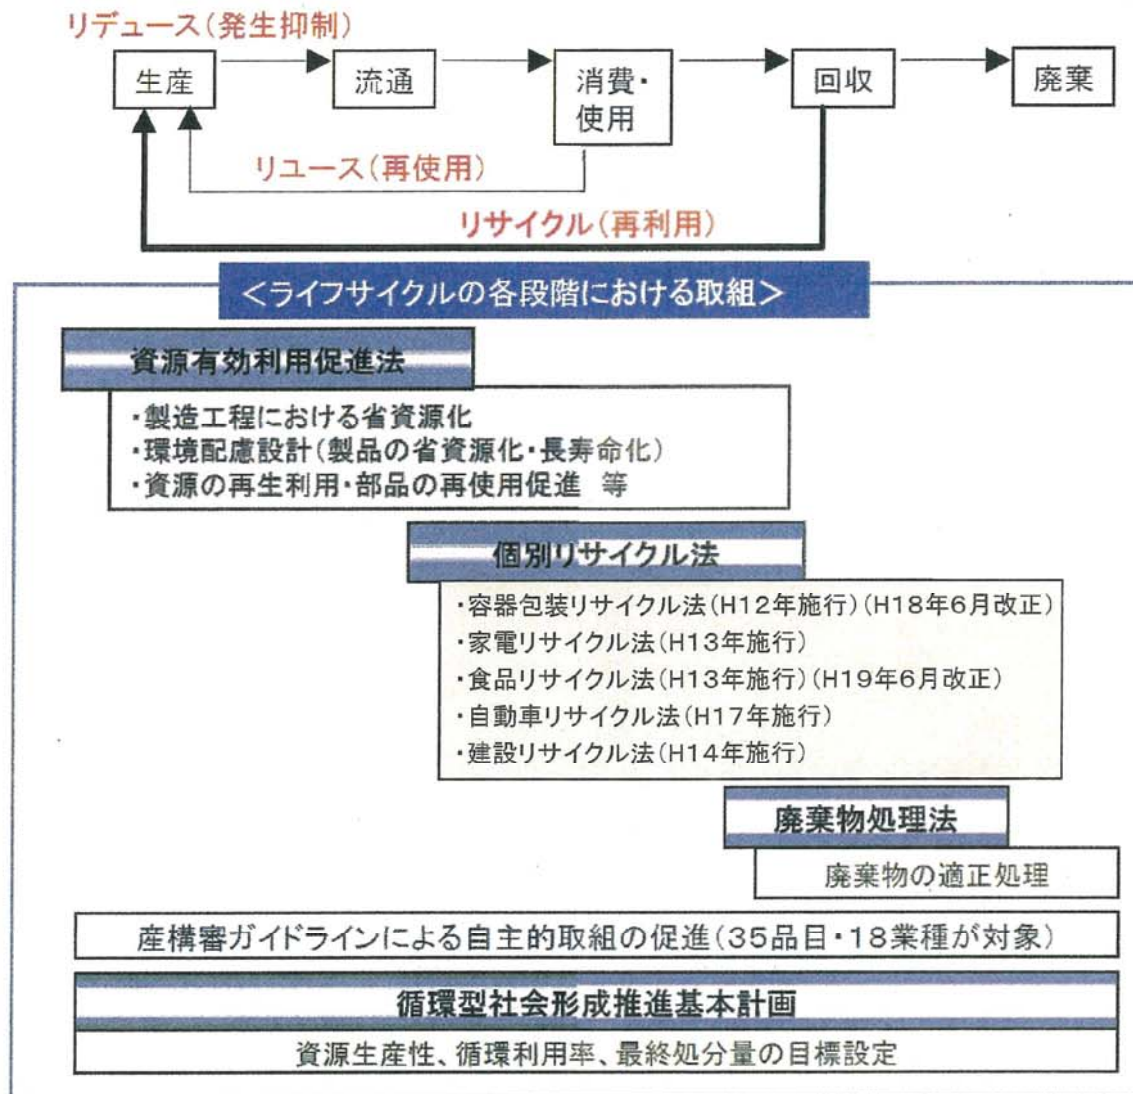 リデュース(発生抑制)
生産
流通
消費・
使用
回収
廃棄
リユース(再使用)
リサイクル(再利用)
＜ライフサイクルの各段階における取組＞
資源有効利用促進法
・製造工程における省資源化
・環境配慮設計(製品の省資源化・長寿命化)
・資源の再生利用・部品の再使用促進 等
個別リサイクル法
・容器包装リサイクル法(H12年施行)(H18年6月改正)
・家電リサイクル法(H13年施行)
・食品リサイクル法(H13年施行)(H19年6月改正)
・自動車リサイクル法(H17年施行)
・建設リサイクル法(H14年施行)
廃棄物処理法
廃棄物の適正処理
産構審ガイドラインによる自主的取組の促進(35品目・18業種が対象)
循環型社会形成推進基本計画
資源生産性、循環利用率、最終処分量の目標設定